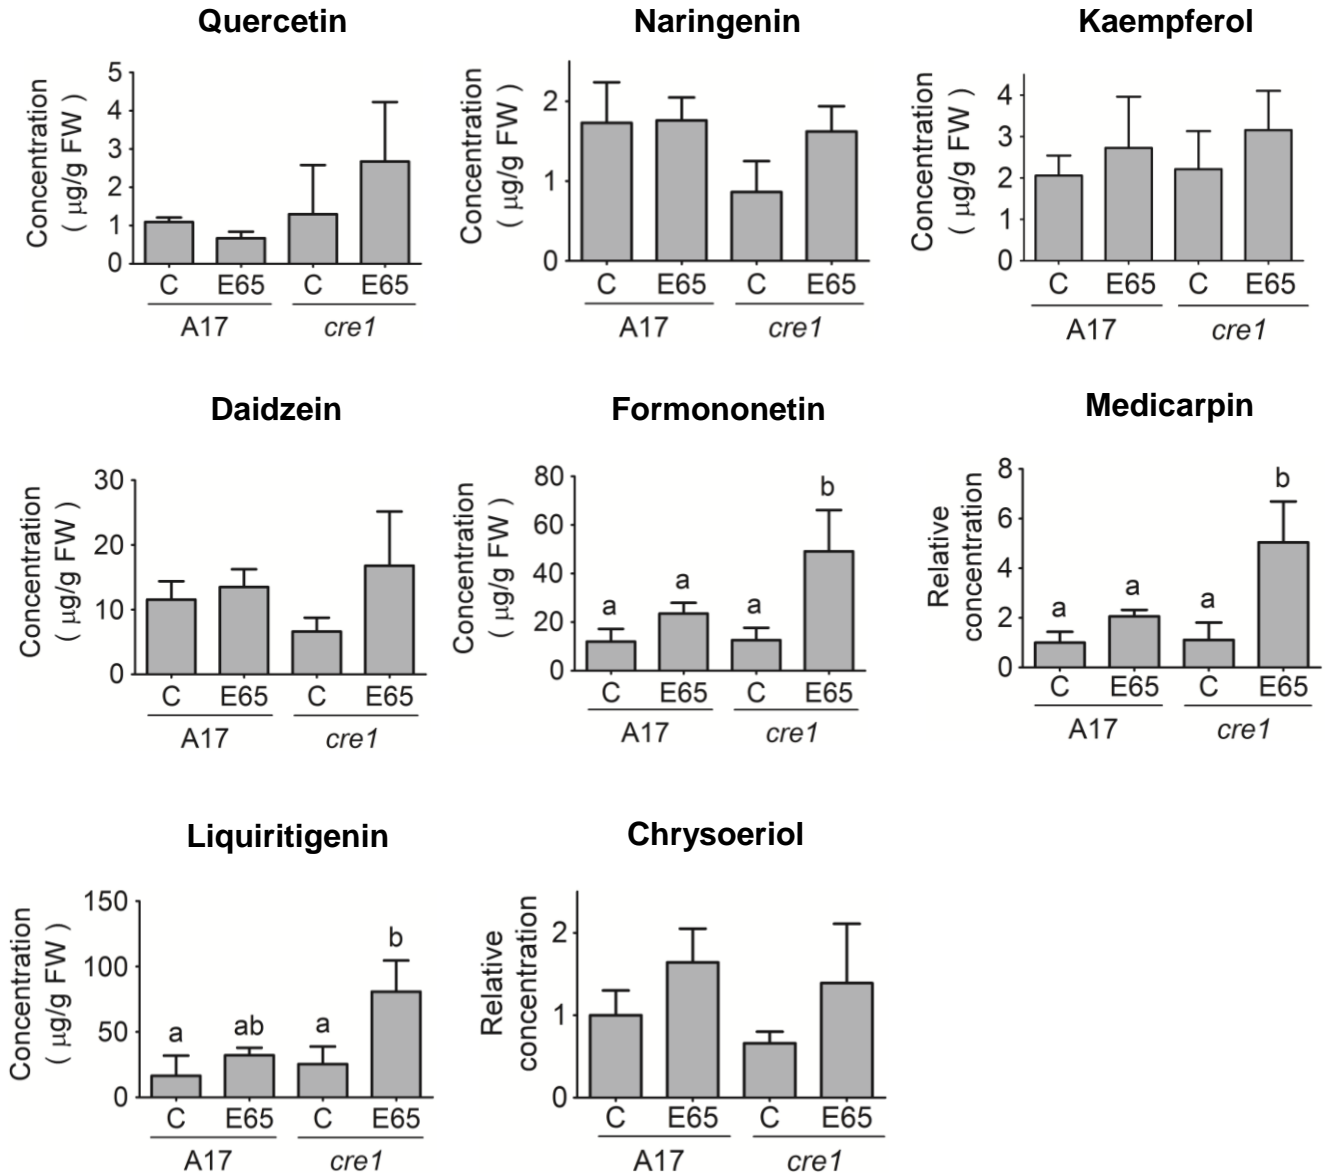 Quercetin
Concentration
( μg/g FW )
5
4
3
2
1
0
C E65 C E65
A17 cre1
Naringenin
Concentration
( μg/g FW )
2
1
0
C E65 C E65
A17 cre1
Kaempferol
Concentration
( μg/g FW )
4
3
2
1
0
C E65 C E65
A17 cre1
Daidzein
Concentration
( μg/g FW )
30
20
10
0
C E65 C E65
A17 cre1
Formononetin
Concentration
( μg/g FW )
80
60
40
20
0
a a a b
C E65 C E65
A17 cre1
Medicarpin
Relative
concentration
8
6
4
2
0
a a a b
C E65 C E65
A17 cre1
Liquiritigenin
Concentration
( μg/g FW )
150
100
50
0
a ab a b
C E65 C E65
A17 cre1
Chrysoeriol
Relative
concentration
2
1
0
C E65 C E65
A17 cre1